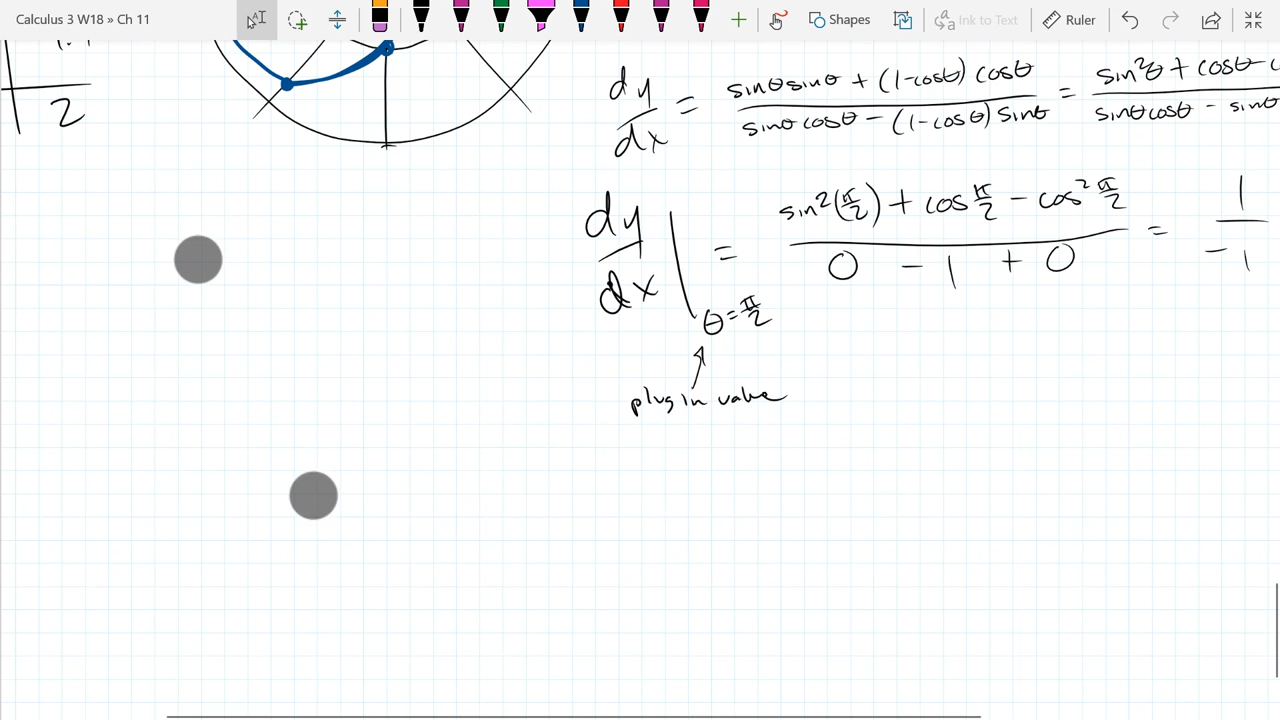 Calculus 3 W18 » Ch 11
Shapes
Ink to Text
Ruler
2
dy/dx = (sinθsinθ + (1-cosθ) cosθ)/(sinθcosθ - (1-cosθ) sinθ) = (sin²θ + cosθ -)/(sinθcosθ - sinθ)
dy/dx | θ=π/2 = (sin²(π/2) + cos π/2 - cos² π/2)/(0 - 1 + 0) = 1/-1
plug in value